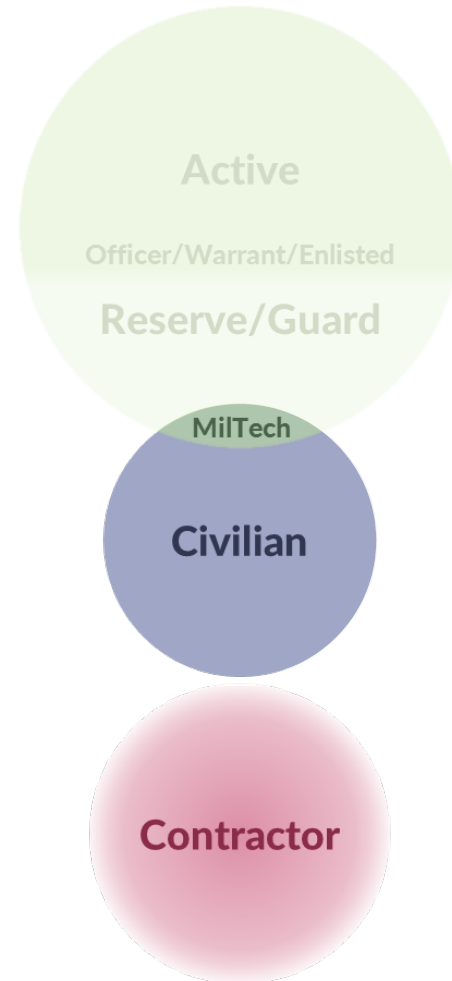 Active
Officer/Warrant/Enlisted
Reserve/Guard
MilTech
Civilian
Contractor